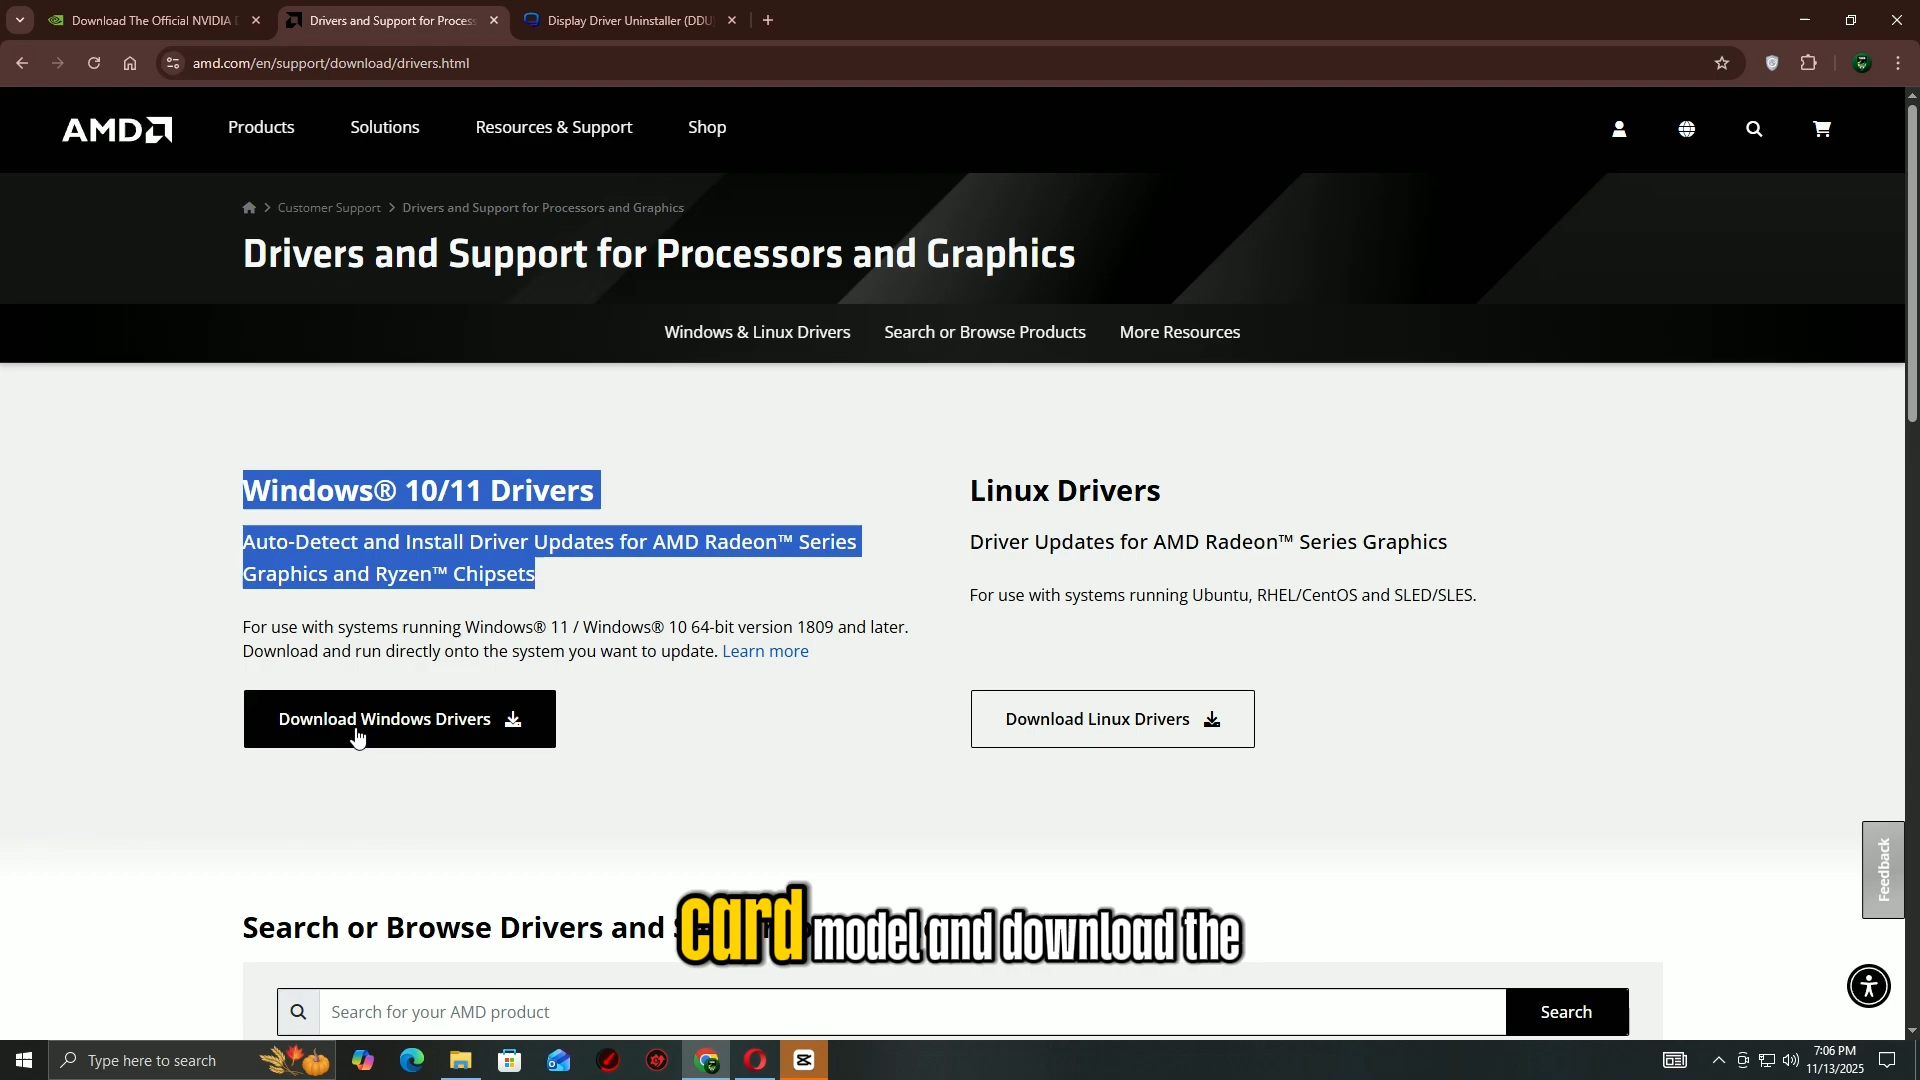 Download The Official NVIDIA
Drivers and Support for Process
Display Driver Uninstaller (DDU
amd.com/en/support/download/drivers.html
AMD
Products
Solutions
Resources & Support
Shop
Customer Support
Drivers and Support for Processors and Graphics
Drivers and Support for Processors and Graphics
Windows & Linux Drivers
Search or Browse Products
More Resources
Windows® 10/11 Drivers
Auto-Detect and Install Driver Updates for AMD Radeon™ Series
Graphics and Ryzen™ Chipsets
For use with systems running Windows® 11 / Windows® 10 64-bit version 1809 and later.
Download and run directly onto the system you want to update. Learn more
Download Windows Drivers
Linux Drivers
Driver Updates for AMD Radeon™ Series Graphics
For use with systems running Ubuntu, RHEL/CentOS and SLED/SLES.
Download Linux Drivers
Feedback
Search or Browse Drivers and
card model and download the
Search for your AMD product
Search
Type here to search
7:06 PM
11/13/2025